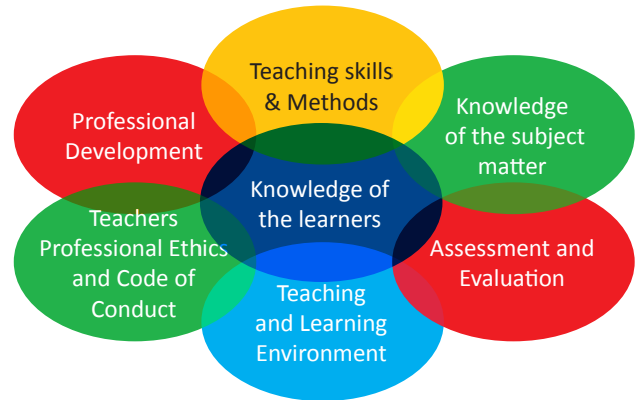 Teaching skills
& Methods
Professional
Development
Knowledge
of the subject
matter
Knowledge of
the learners
Teachers
Professional Ethics
and Code of
Conduct
Assessment and
Evaluation
Teaching
and Learning
Environment